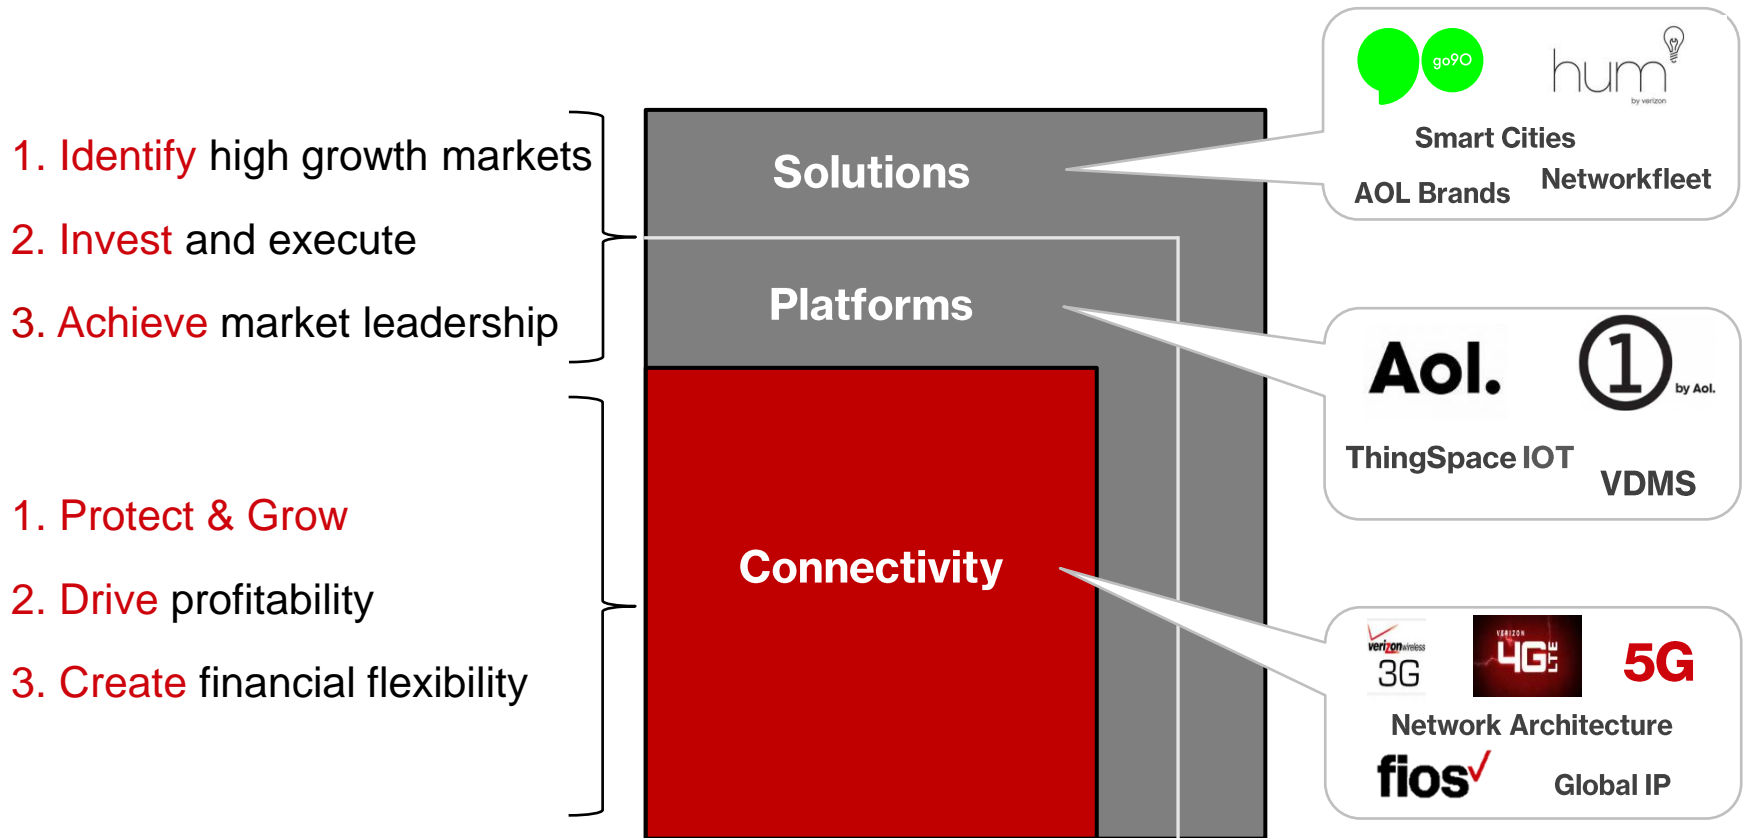 1. Identify high growth markets
2. Invest and execute
3. Achieve market leadership
1. Protect & Grow
2. Drive profitability
3. Create financial flexibility
Solutions
Platforms
Connectivity
go90
hum
by verizon
Smart Cities
AOL Brands
Networkfleet
Aol.
1
by Aol.
ThingSpace IOT
VDMS
verizonwireless
3G
VERIZON
4G LTE
5G
Network Architecture
fios
Global IP